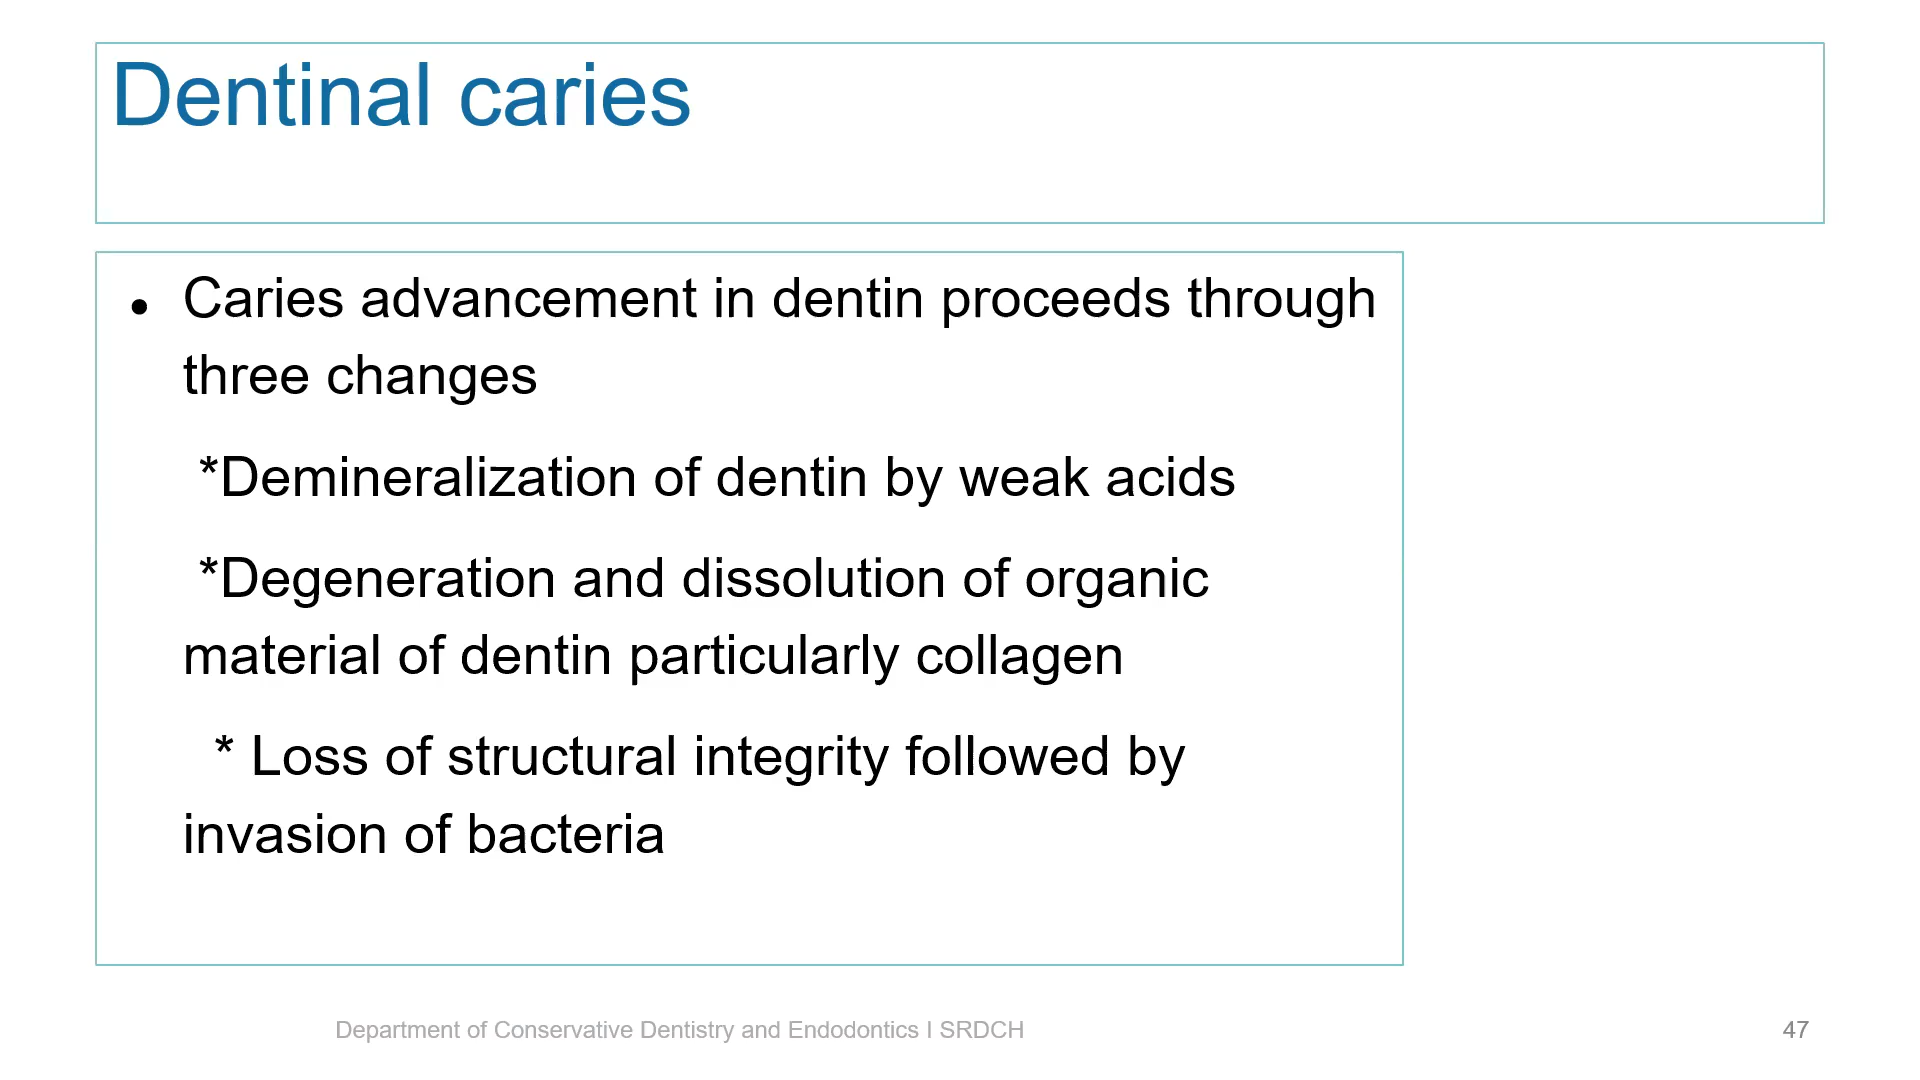 Dentinal caries
● Caries advancement in dentin proceeds through
three changes
*Demineralization of dentin by weak acids
*Degeneration and dissolution of organic
material of dentin particularly collagen
* Loss of structural integrity followed by
invasion of bacteria
Department of Conservative Dentistry and Endodontics I SRDCH
47